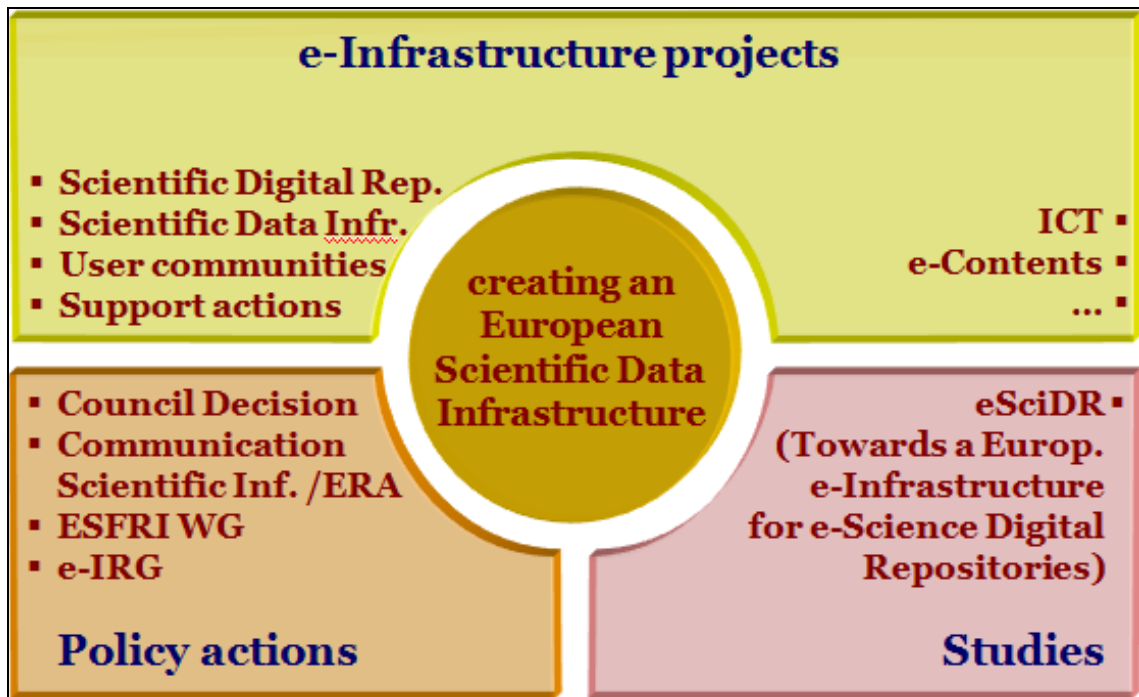 e-Infrastructure projects
▪ Scientific Digital Rep.
▪ Scientific Data Infr.
▪ User communities
▪ Support actions
ICT ▪
e-Contents ▪
... ▪
creating an
European
Scientific Data
Infrastructure
▪ Council Decision
▪ Communication
Scientific Inf. /ERA
▪ ESFRI WG
▪ e-IRG
Policy actions
eSciDR ▪
(Towards a Europ.
e-Infrastructure
for e-Science Digital
Repositories)
Studies